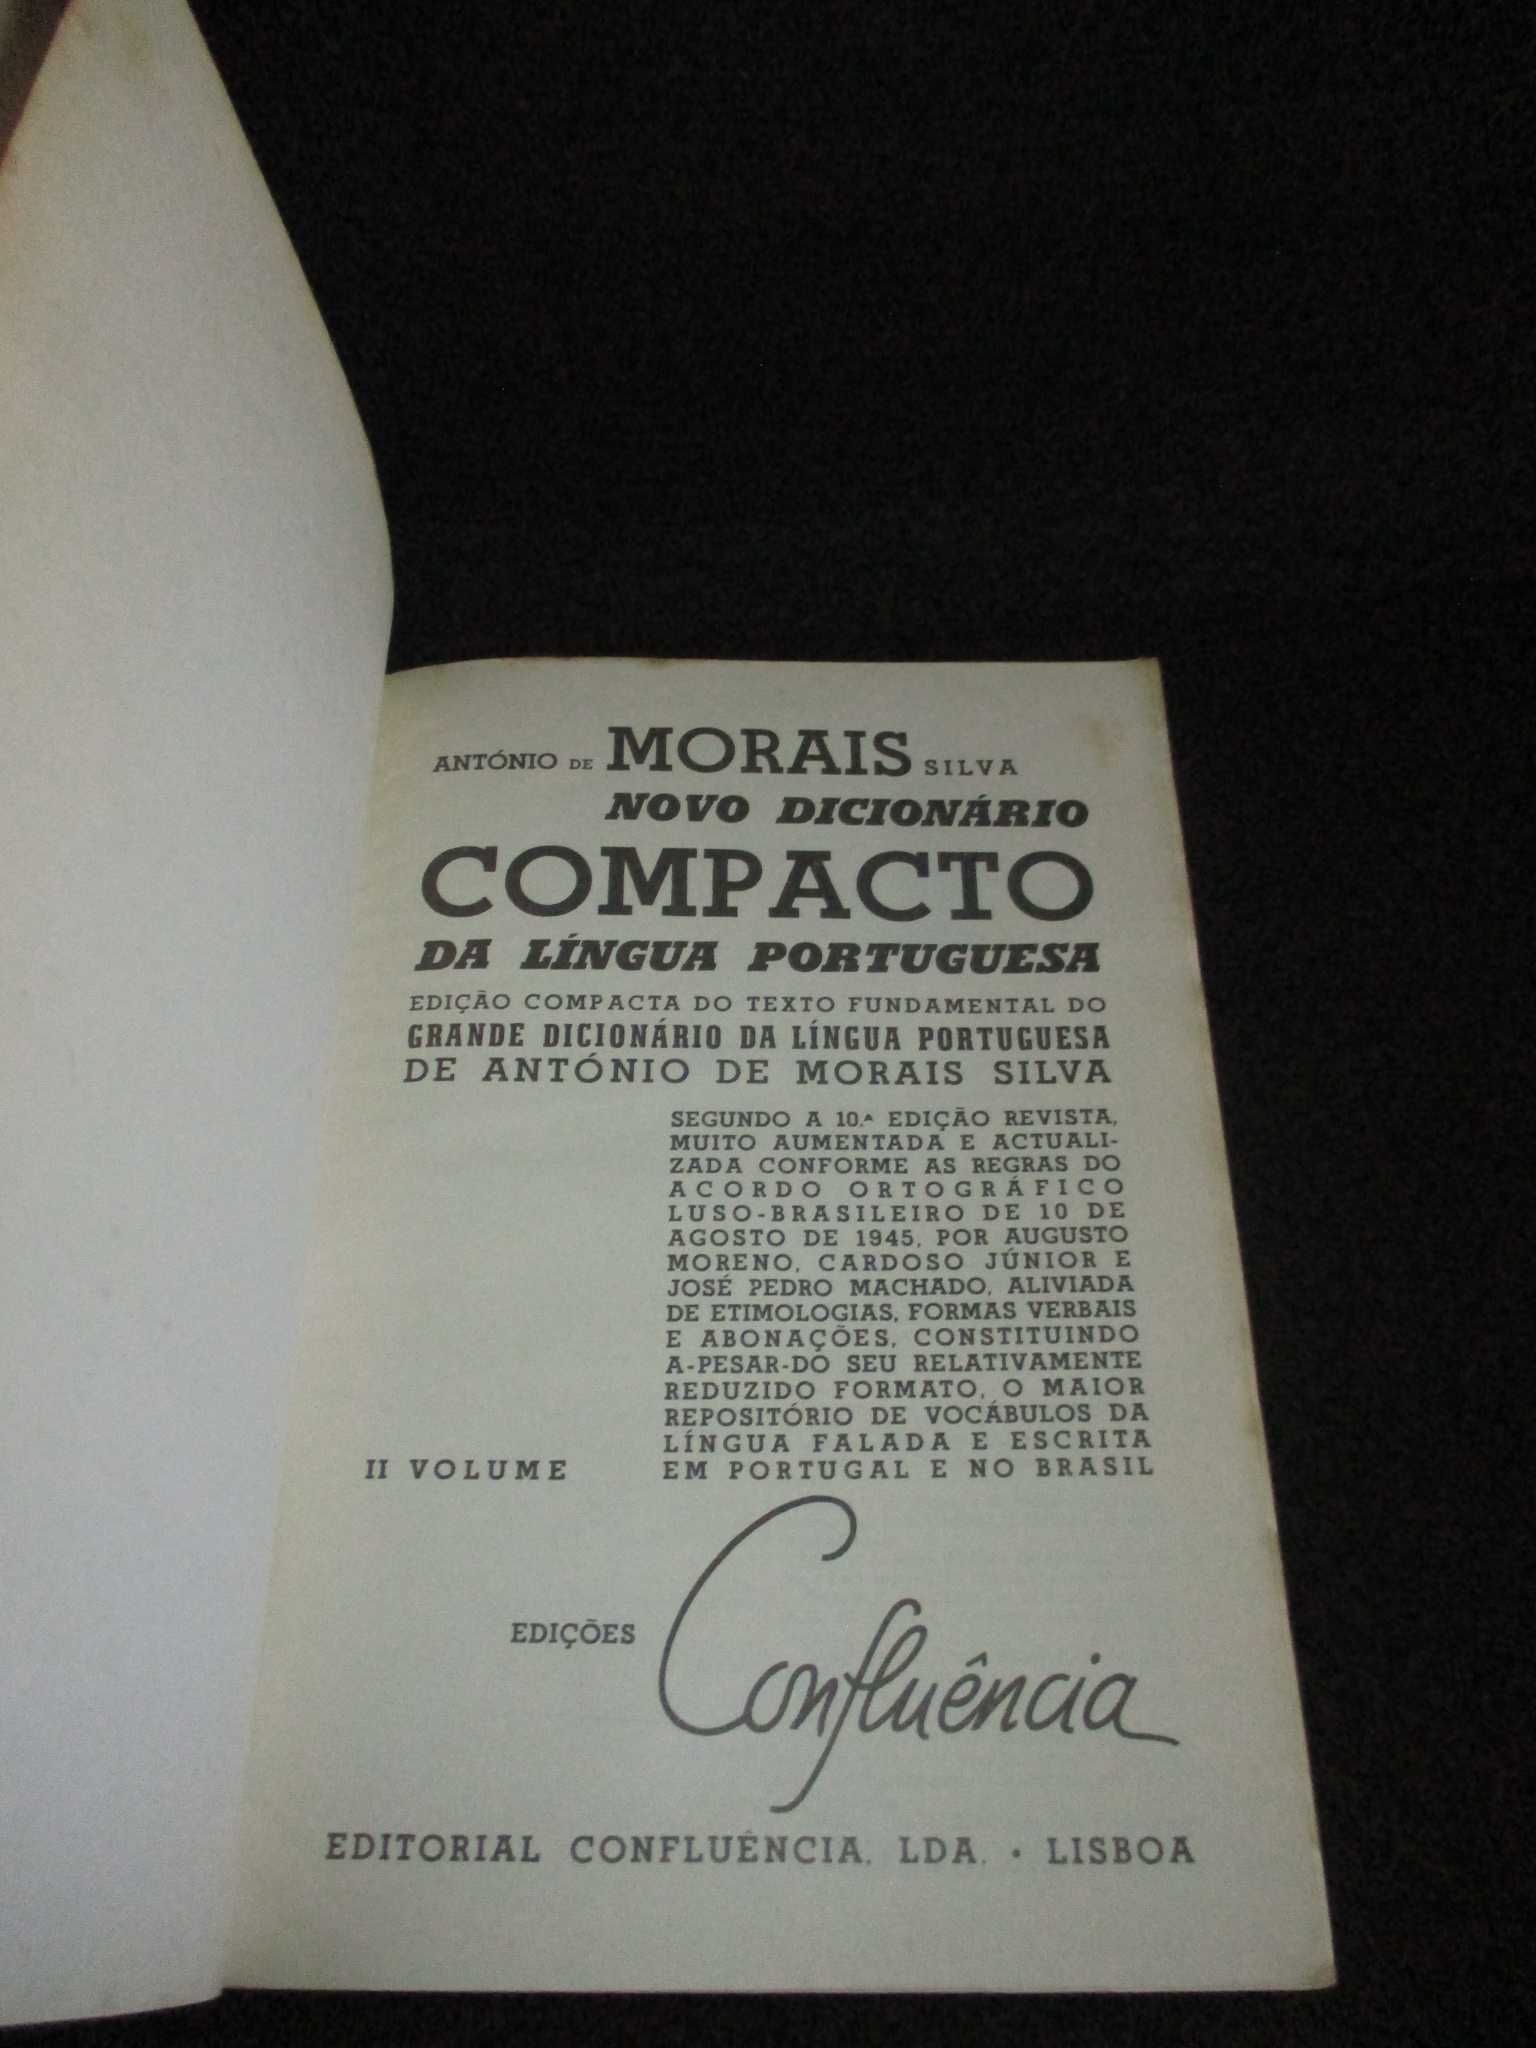 ANTÓNIO DE MORAIS SILVA
NOVO DICIONÁRIO
COMPACTO
DA LÍNGUA PORTUGUESA
EDIÇÃO COMPACTA DO TEXTO FUNDAMENTAL DO
GRANDE DICIONÁRIO DA LÍNGUA PORTUGUESA
DE ANTÓNIO DE MORAIS SILVA
SEGUNDO A 10.ª EDIÇÃO REVISTA,
MUITO AUMENTADA E ACTUALI-
ZADA CONFORME AS REGRAS DO
ACORDO ORTOGRÁFICO
LUSO-BRASILEIRO DE 10 DE
AGOSTO DE 1945, POR AUGUSTO
MORENO, CARDOSO JÚNIOR E
JOSÉ PEDRO MACHADO, ALIVIADA
DE ETIMOLOGIAS, FORMAS VERBAIS
E ABONAÇÕES, CONSTITUINDO
A-PESAR-DO SEU RELATIVAMENTE
REDUZIDO FORMATO, O MAIOR
REPOSITÓRIO DE VOCÁBULOS DA
LÍNGUA FALADA E ESCRITA
EM PORTUGAL E NO BRASIL
II VOLUME
EDIÇÕES Confluência
EDITORIAL CONFLUÊNCIA, LDA. · LISBOA